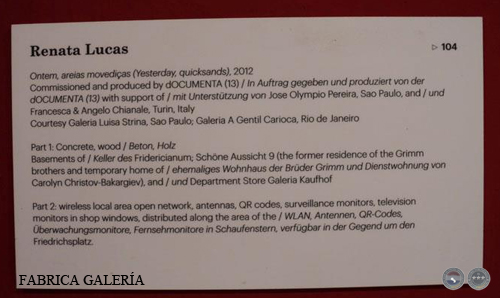 Renata Lucas
▷ 104
Ontem, areias movediças (Yesterday, quicksands), 2012
Commissioned and produced by dOCUMENTA (13) / In Auftrag gegeben und produziert von der
dOCUMENTA (13) with support of / mit Unterstützung von Jose Olympio Pereira, Sao Paulo, and / und
Francesca & Angelo Chianale, Turin, Italy
Courtesy Galeria Luisa Strina, Sao Paulo; Galeria A Gentil Carioca, Rio de Janeiro
Part 1: Concrete, wood / Beton, Holz
Basements of / Keller des Fridericianum; Schöne Aussicht 9 (the former residence of the Grimm
brothers and temporary home of / ehemaliges Wohnhaus der Brüder Grimm und Dienstwohnung von
Carolyn Christov-Bakargiev), and / und Department Store Galeria Kaufhof
Part 2: wireless local area open network, antennas, QR codes, surveillance monitors, television
monitors in shop windows, distributed along the area of the / WLAN, Antennen, QR-Codes,
Überwachungsmonitore, Fernsehmonitore in Schaufenstern, verfügbar in der Gegend um den
Friedrichsplatz.
FABRICA GALERÍA